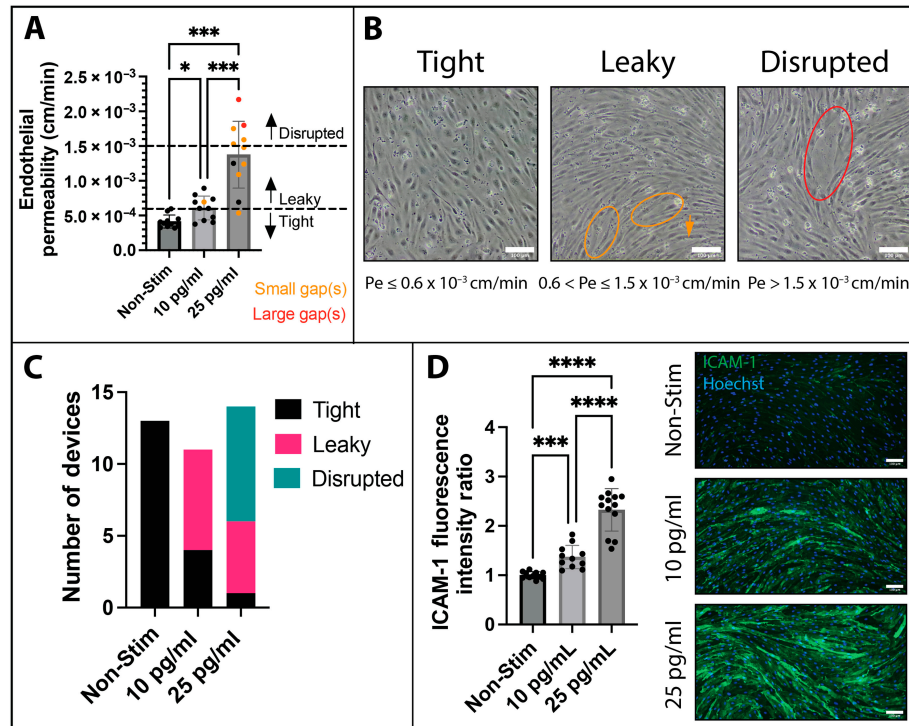 A
***
* ***
Endothelial
permeability (cm/min)
2.5 × 10⁻³
2.0 × 10⁻³
1.5 × 10⁻³
1.0 × 10⁻³
5.0 × 10⁻⁴
0.0
Disrupted
Leaky
Tight
Non-Stim
10 pg/ml
25 pg/ml
Small gap(s)
Large gap(s)
B
Tight Leaky Disrupted
100 µm
Pe ≤ 0.6 x 10⁻³ cm/min 0.6 < Pe ≤ 1.5 x 10⁻³ cm/min Pe > 1.5 x 10⁻³ cm/min
C
Number of devices
15
10
5
0
Tight
Leaky
Disrupted
Non-Stim
10 pg/ml
25 pg/ml
D
****
****
***
ICAM-1 fluorescence
intensity ratio
4
3
2
1
0
Non-Stim
10 pg/mL
25 pg/mL
ICAM-1
Hoechst
Non-Stim
10 pg/ml
25 pg/ml